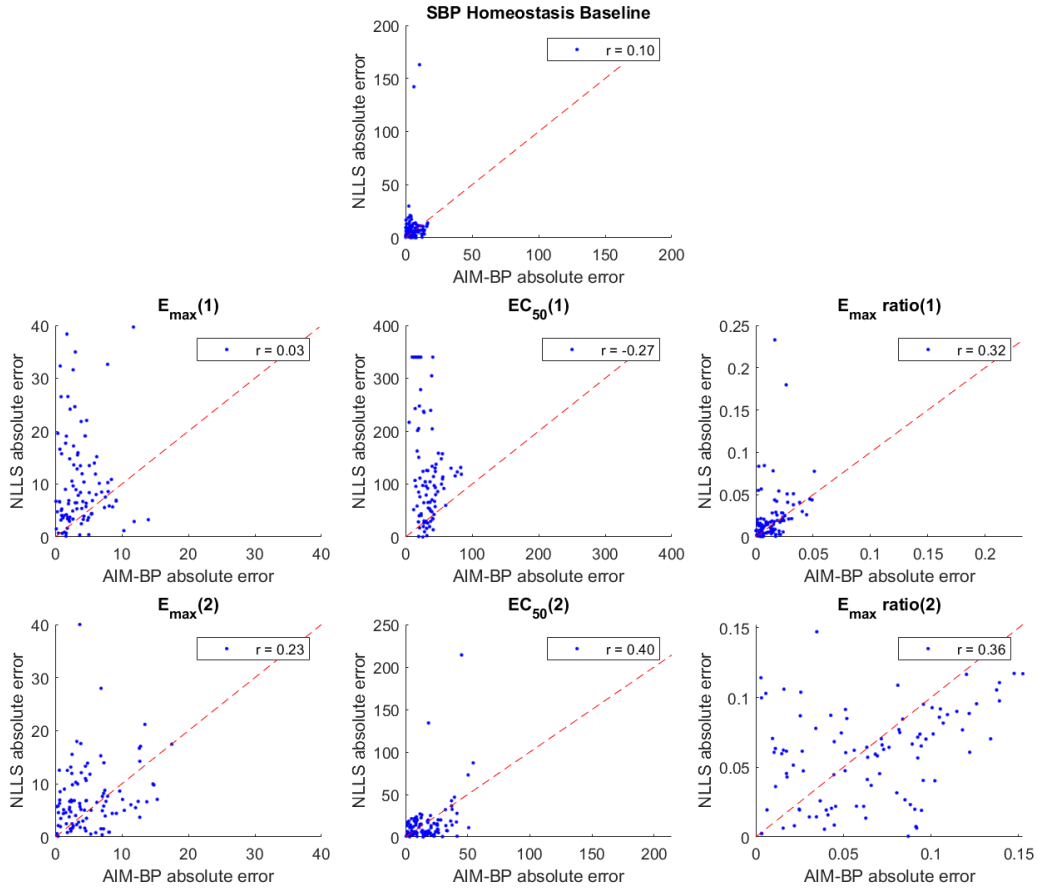 SBP Homeostasis Baseline
200
150
100
50
0
NLLS absolute error
r = 0.10
0 50 100 150 200
AIM-BP absolute error
E_max(1)
40
30
20
10
0
NLLS absolute error
r = 0.03
0 10 20 30 40
AIM-BP absolute error
EC_50(1)
400
300
200
100
0
NLLS absolute error
r = -0.27
0 100 200 300 400
AIM-BP absolute error
E_max ratio(1)
0.25
0.2
0.15
0.1
0.05
0
NLLS absolute error
r = 0.32
0 0.05 0.1 0.15 0.2
AIM-BP absolute error
E_max(2)
40
30
20
10
0
NLLS absolute error
r = 0.23
0 10 20 30 40
AIM-BP absolute error
EC_50(2)
250
200
150
100
50
0
NLLS absolute error
r = 0.40
0 50 100 150 200
AIM-BP absolute error
E_max ratio(2)
0.15
0.1
0.05
0
NLLS absolute error
r = 0.36
0 0.05 0.1 0.15
AIM-BP absolute error